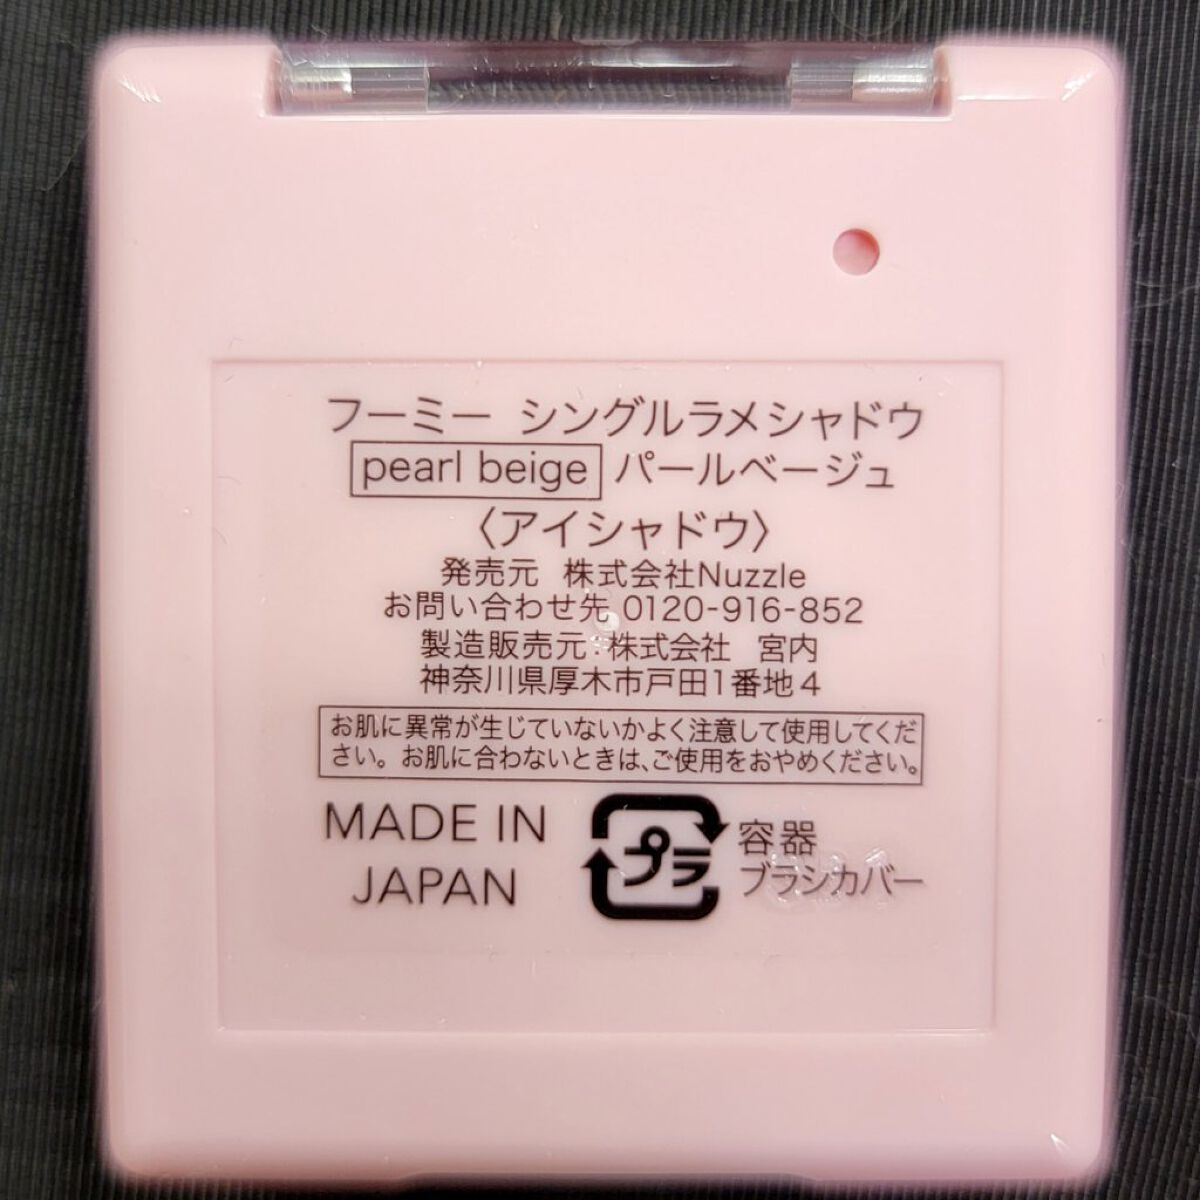 フーミー シングルラメシャドウ
pearl beige パールベージュ
〈アイシャドウ〉
発売元 株式会社Nuzzle
お問い合わせ先 0120-916-852
製造販売元:株式会社 宮内
神奈川県厚木市戸田1番地4
お肌に異常が生じていないかよく注意して使用してくだ
さい。お肌に合わないときは、ご使用をおやめください。
MADE IN
JAPAN
プラ
容器
ブラシカバー